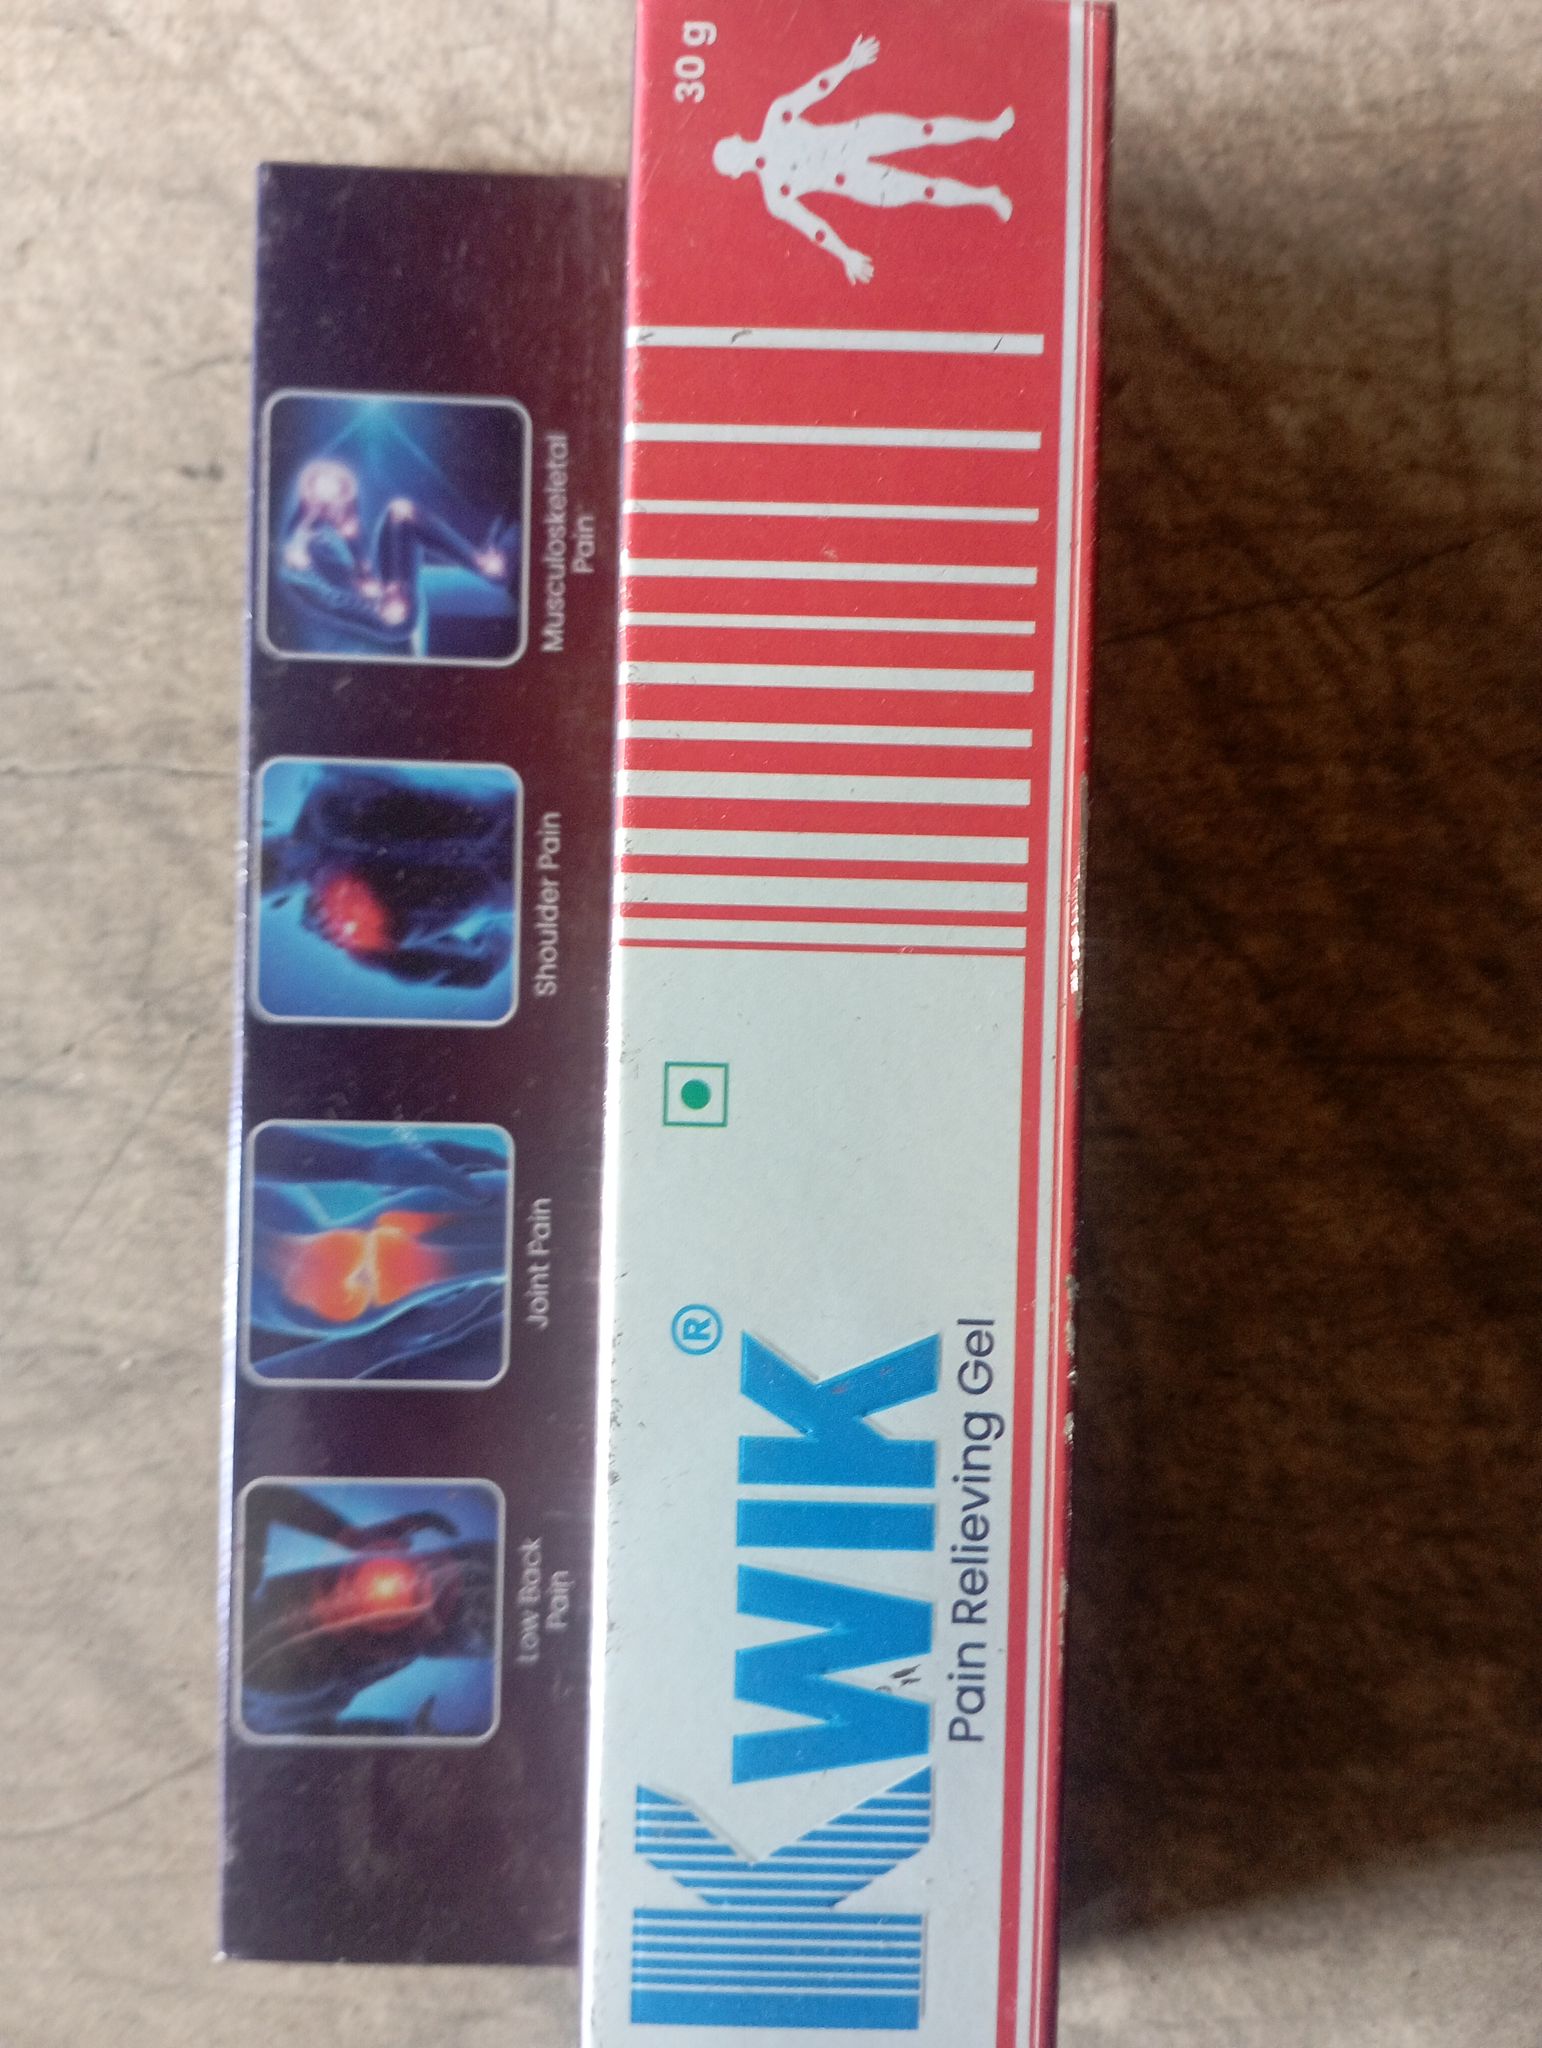 Low Back
Pain
Joint Pain
Shoulder Pain
Musculoskeletal
Pain
KWIK®
Pain Relieving Gel
30 g